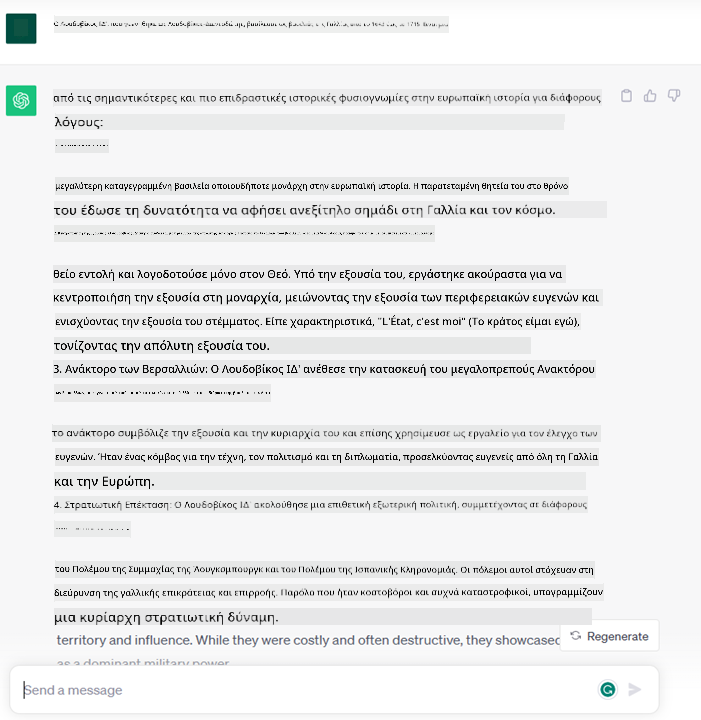 από τις σημαντικότερες και πιο επιδραστικές ιστορικές φυσιογνωμίες στην ευρωπαϊκή ιστορία για διάφορους
λόγους:
μεγαλύτερη καταγεγραμμένη βασιλεία οποιουδήποτε μονάρχη στην ευρωπαϊκή ιστορία. Η παρατεταμένη θητεία του στο θρόνο
του έδωσε τη δυνατότητα να αφήσει ανεξίτηλο σημάδι στη Γαλλία και τον κόσμο.
θείο εντολή και λογοδοτούσε μόνο στον Θεό. Υπό την εξουσία του, εργάστηκε ακούραστα για να
κεντροποιήση την εξουσία στη μοναρχία, μειώνοντας την εξουσία των περιφερειακών ευγενών και
ενισχύοντας την εξουσία του στέμματος. Είπε χαρακτηριστικά, "L'État, c'est moi" (Το κράτος είμαι εγώ),
τονίζοντας την απόλυτη εξουσία του.
3. Ανάκτορο των Βερσαλλιών: Ο Λουδοβίκος ΙΔ' ανέθεσε την κατασκευή του μεγαλοπρεπούς Ανακτόρου
το ανάκτορο συμβόλιζε την εξουσία και την κυριαρχία του και επίσης χρησίμευσε ως εργαλείο για τον έλεγχο των
ευγενών. Ήταν ένας κόμβος για την τέχνη, τον πολιτισμό και τη διπλωματία, προσελκύοντας ευγενείς από όλη τη Γαλλία
και την Ευρώπη.
4. Στρατιωτική Επέκταση: Ο Λουδοβίκος ΙΔ' ακολούθησε μια επιθετική εξωτερική πολιτική, συμμετέχοντας σε διάφορους
του Πολέμου της Συμμαχίας της Άουγκσμπουργκ και του Πολέμου της Ισπανικής Κληρονομιάς. Οι πόλεμοι αυτοί στόχευαν στη
διεύρυνση της γαλλικής επικράτειας και επιρροής. Παρόλο που ήταν κοστοβόροι και συχνά καταστροφικοί, υπογραμμίζουν
μια κυρίαρχη στρατιωτική δύναμη.
territory and influence. While they were costly and often destructive, they showcased
Regenerate
as a dominant military power
Send a message